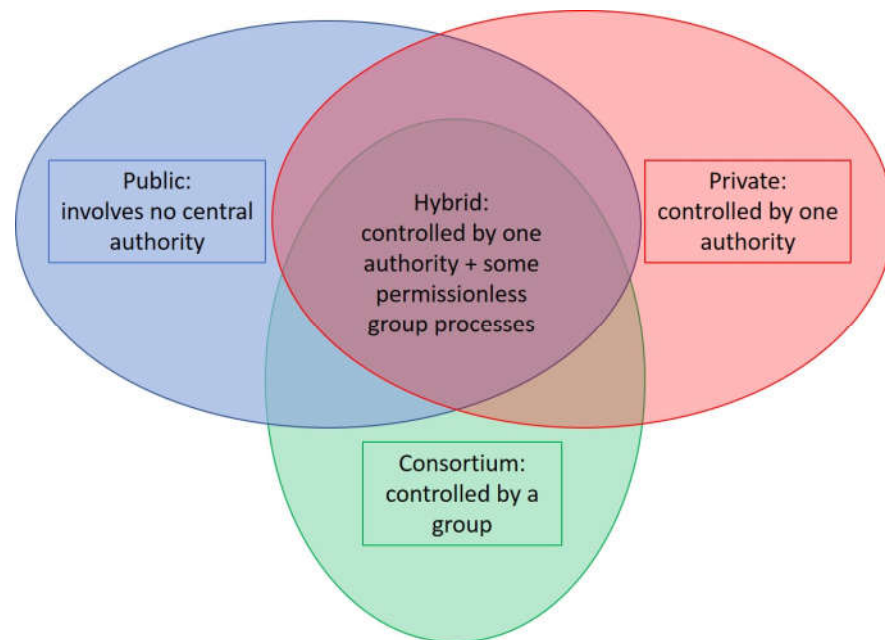 Public:
involves no central
authority
Hybrid:
controlled by one
authority + some
permissionless
group processes
Private:
controlled by one
authority
Consortium:
controlled by a
group